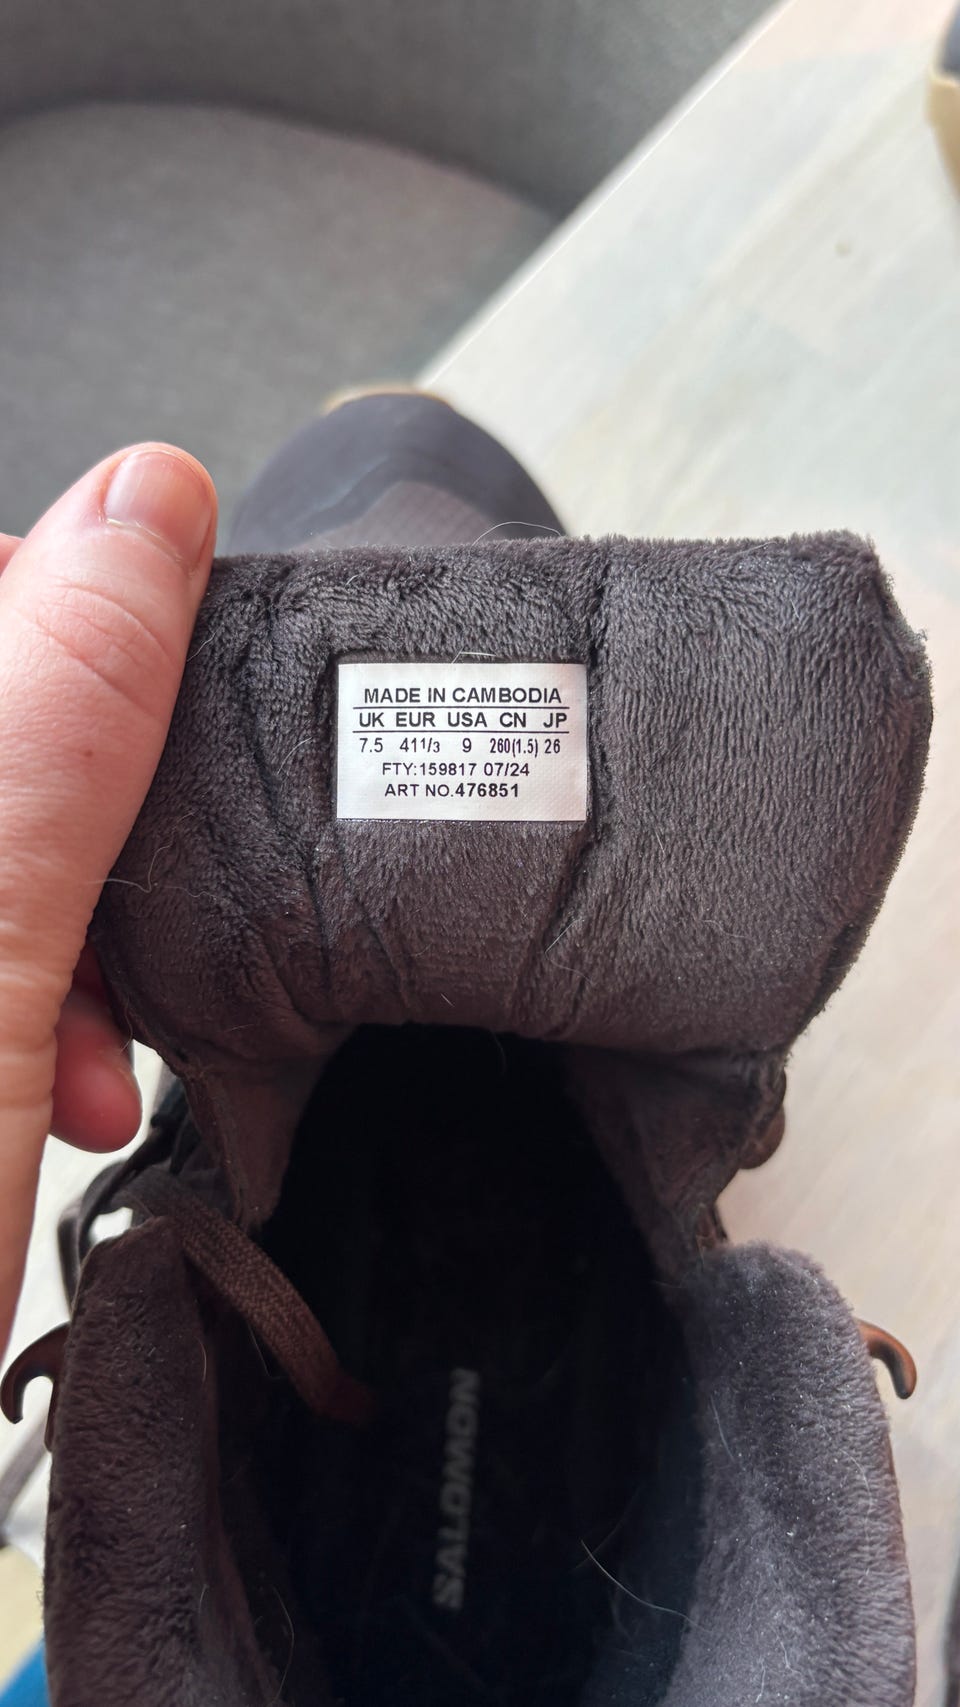 MADE IN CAMBODIA
UK EUR USA CN JP
7.5 41 1/3 9 260(1.5) 26
FTY:159817 07/24
ART NO.476851
SALOMON